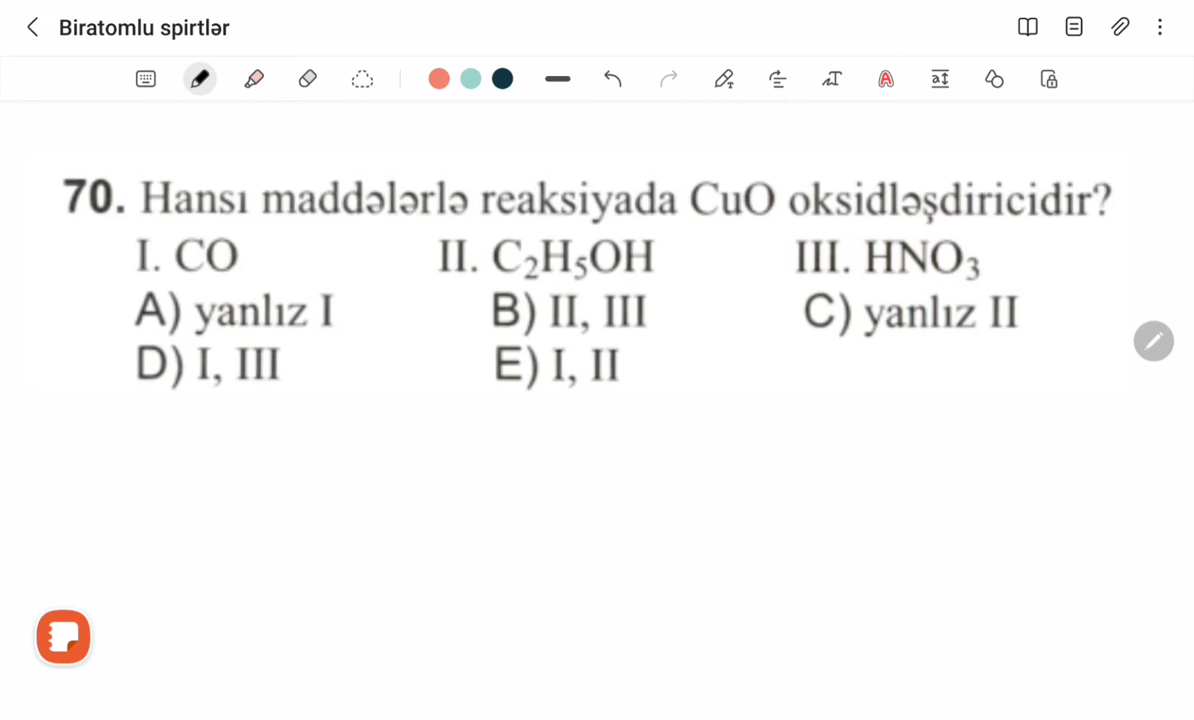 Biratomlu spirtlər
70. Hansı maddələrlə reaksiyada CuO oksidləşdiricidir?
I. CO II. C₂H₅OH III. HNO₃
A) yanlız I B) II, III C) yanlız II
D) I, III E) I, II